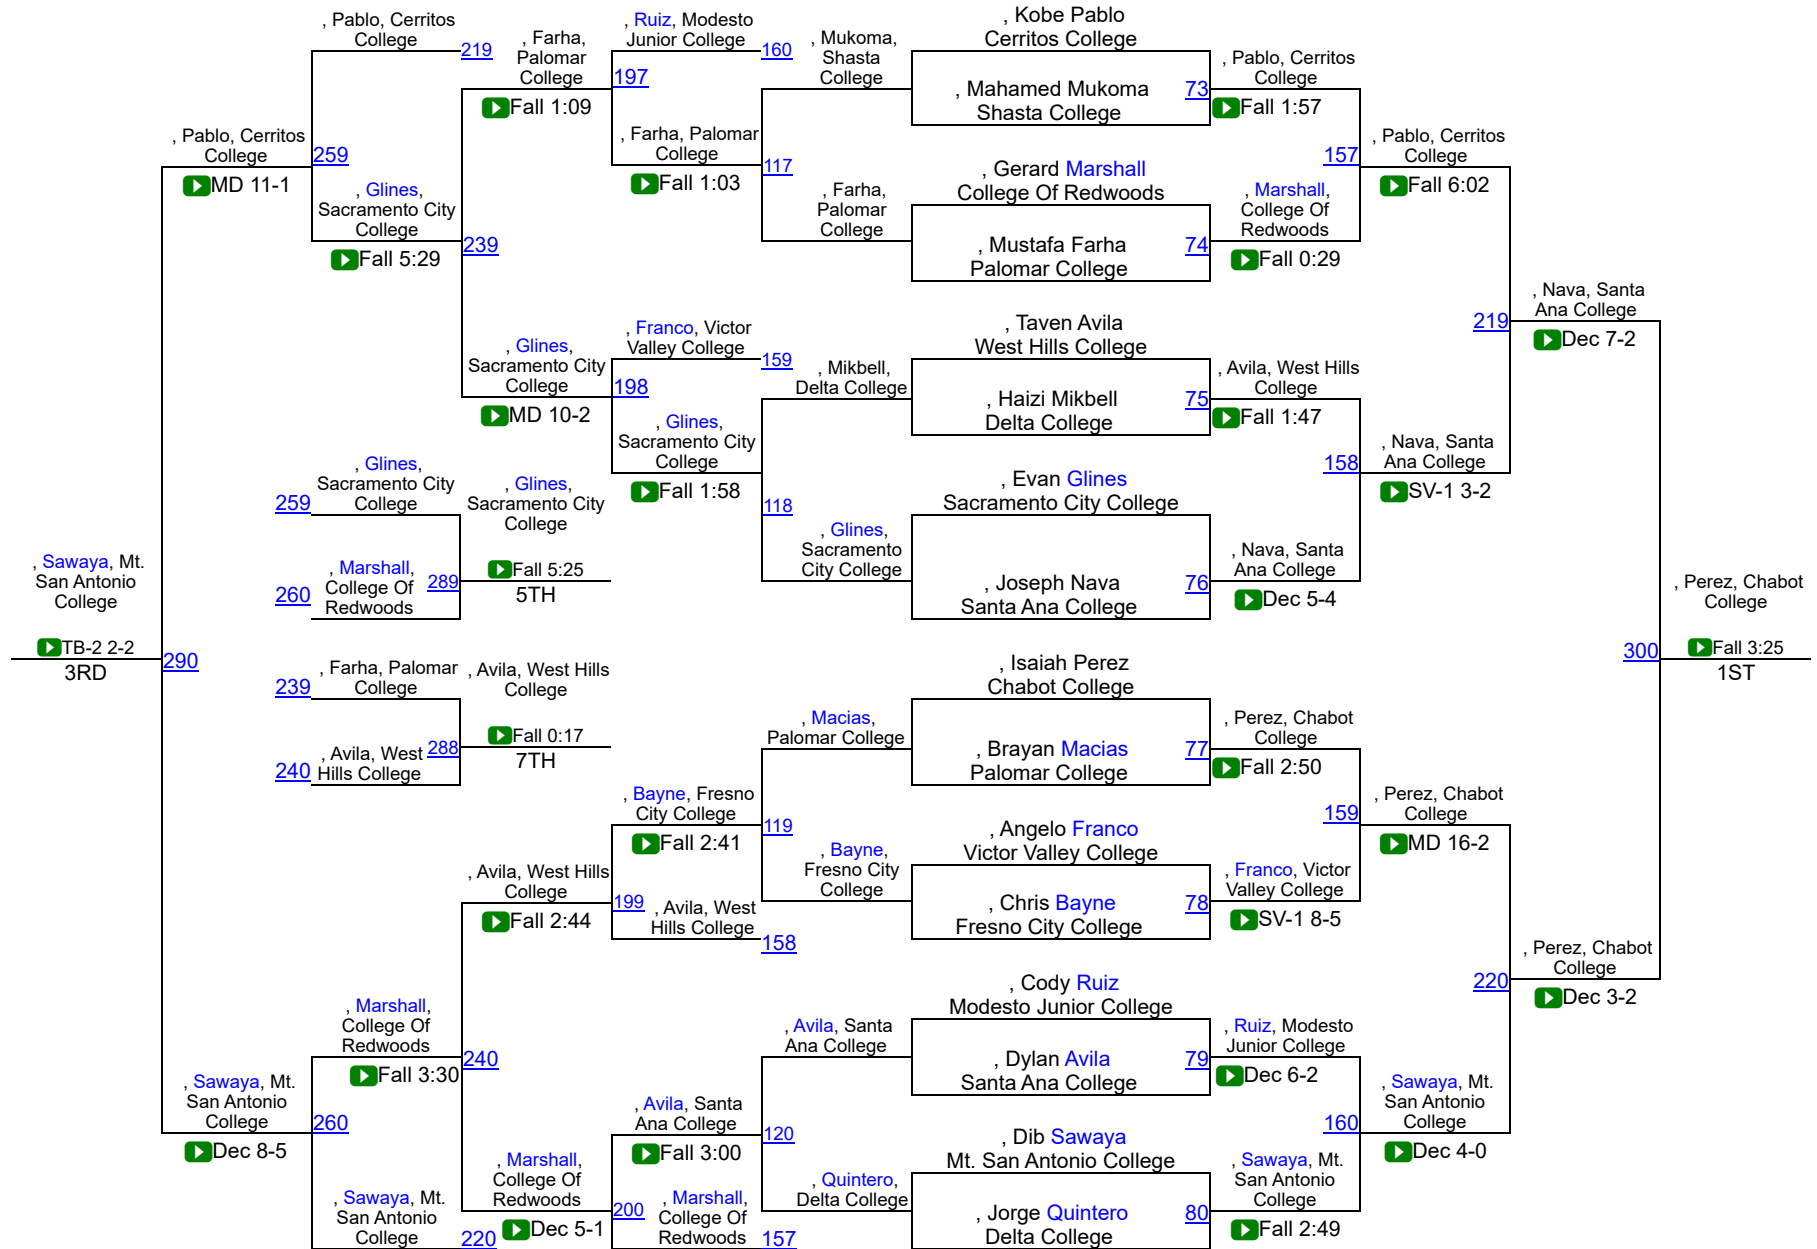 , Pablo, Cerritos
College
219
, Farha,
Palomar
College
Fall 1:09
, Ruiz, Modesto
Junior College
160
197
, Mukoma,
Shasta
College
, Kobe Pablo
Cerritos College
, Mahamed Mukoma
Shasta College
73
, Pablo, Cerritos
College
Fall 1:57
, Pablo, Cerritos
College
MD 11-1
259
, Glines,
Sacramento City
College
Fall 5:29
239
, Farha, Palomar
College
Fall 1:03
117
, Farha,
Palomar
College
, Gerard Marshall
College Of Redwoods
, Mustafa Farha
Palomar College
74
, Marshall,
College Of
Redwoods
Fall 0:29
157
, Pablo, Cerritos
College
Fall 6:02
, Glines,
Sacramento City
College
MD 10-2
, Franco, Victor
Valley College
159
198
, Glines,
Sacramento City
College
Fall 1:58
, Mikbell,
Delta College
118
, Glines,
Sacramento
City College
, Taven Avila
West Hills College
, Haizi Mikbell
Delta College
75
, Avila, West Hills
College
Fall 1:47
, Evan Glines
Sacramento City College
, Joseph Nava
Santa Ana College
76
, Nava, Santa
Ana College
Dec 5-4
158
, Nava, Santa
Ana College
SV-1 3-2
219
, Nava, Santa
Ana College
Dec 7-2
, Glines,
Sacramento City
College
259
, Marshall,
College Of
Redwoods
260
289
, Glines,
Sacramento City
College
Fall 5:25
5TH
, Sawaya, Mt.
San Antonio
College
TB-2 2-2
3RD
290
, Farha, Palomar
College
239
, Avila, West
Hills College
240
288
, Avila, West Hills
College
Fall 0:17
7TH
, Perez, Chabot
College
Fall 3:25
1ST
300
, Isaiah Perez
Chabot College
, Macias,
Palomar College
, Brayan Macias
Palomar College
77
, Perez, Chabot
College
Fall 2:50
, Bayne, Fresno
City College
Fall 2:41
119
, Bayne,
Fresno City
College
, Angelo Franco
Victor Valley College
, Chris Bayne
Fresno City College
78
, Franco, Victor
Valley College
SV-1 8-5
159
, Perez, Chabot
College
MD 16-2
, Avila, West Hills
College
Fall 2:44
199
, Avila, West
Hills College
158
, Perez, Chabot
College
Dec 3-2
220
, Marshall,
College Of
Redwoods
Fall 3:30
240
, Avila, Santa
Ana College
, Cody Ruiz
Modesto Junior College
, Dylan Avila
Santa Ana College
79
, Ruiz, Modesto
Junior College
Dec 6-2
, Sawaya, Mt.
San Antonio
College
Dec 8-5
260
, Avila, Santa
Ana College
Fall 3:00
120
, Quintero,
Delta College
, Dib Sawaya
Mt. San Antonio College
, Jorge Quintero
Delta College
80
, Sawaya, Mt.
San Antonio
College
Fall 2:49
160
, Sawaya, Mt.
San Antonio
College
Dec 4-0
, Sawaya, Mt.
San Antonio
College
220
, Marshall,
College Of
Redwoods
Dec 5-1
200
, Marshall,
College Of
Redwoods
157